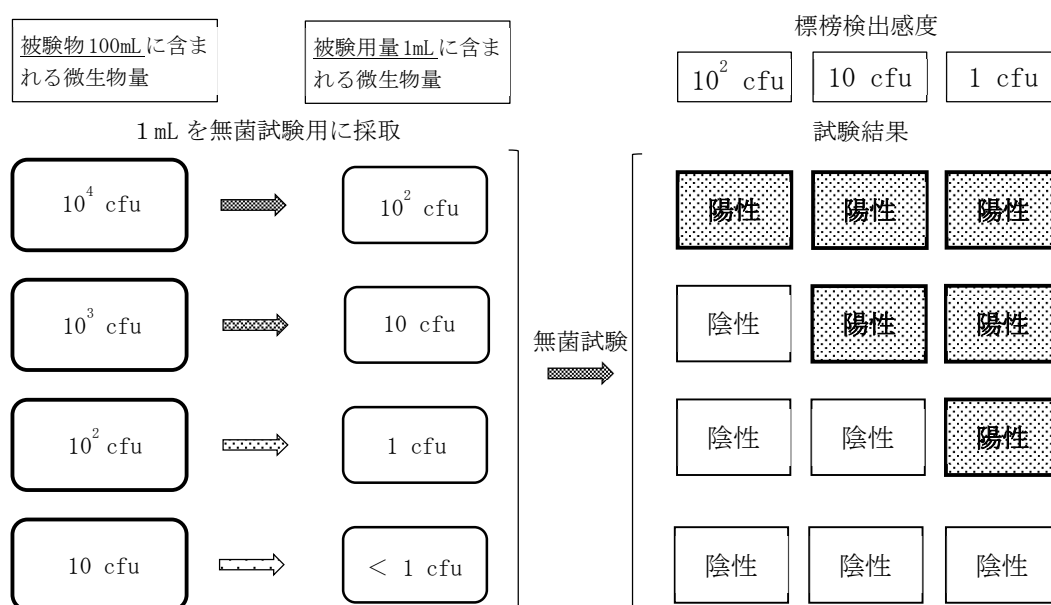 被験物100mLに含ま
れる微生物量
被験用量1mLに含ま
れる微生物量
標榜検出感度
10² cfu
10 cfu
1 cfu
1 mL を無菌試験用に採取
試験結果
10⁴ cfu
10² cfu
陽性
陽性
陽性
10³ cfu
10 cfu
無菌試験
陰性
陽性
陽性
10² cfu
1 cfu
陰性
陰性
陽性
10 cfu
< 1 cfu
陰性
陰性
陰性